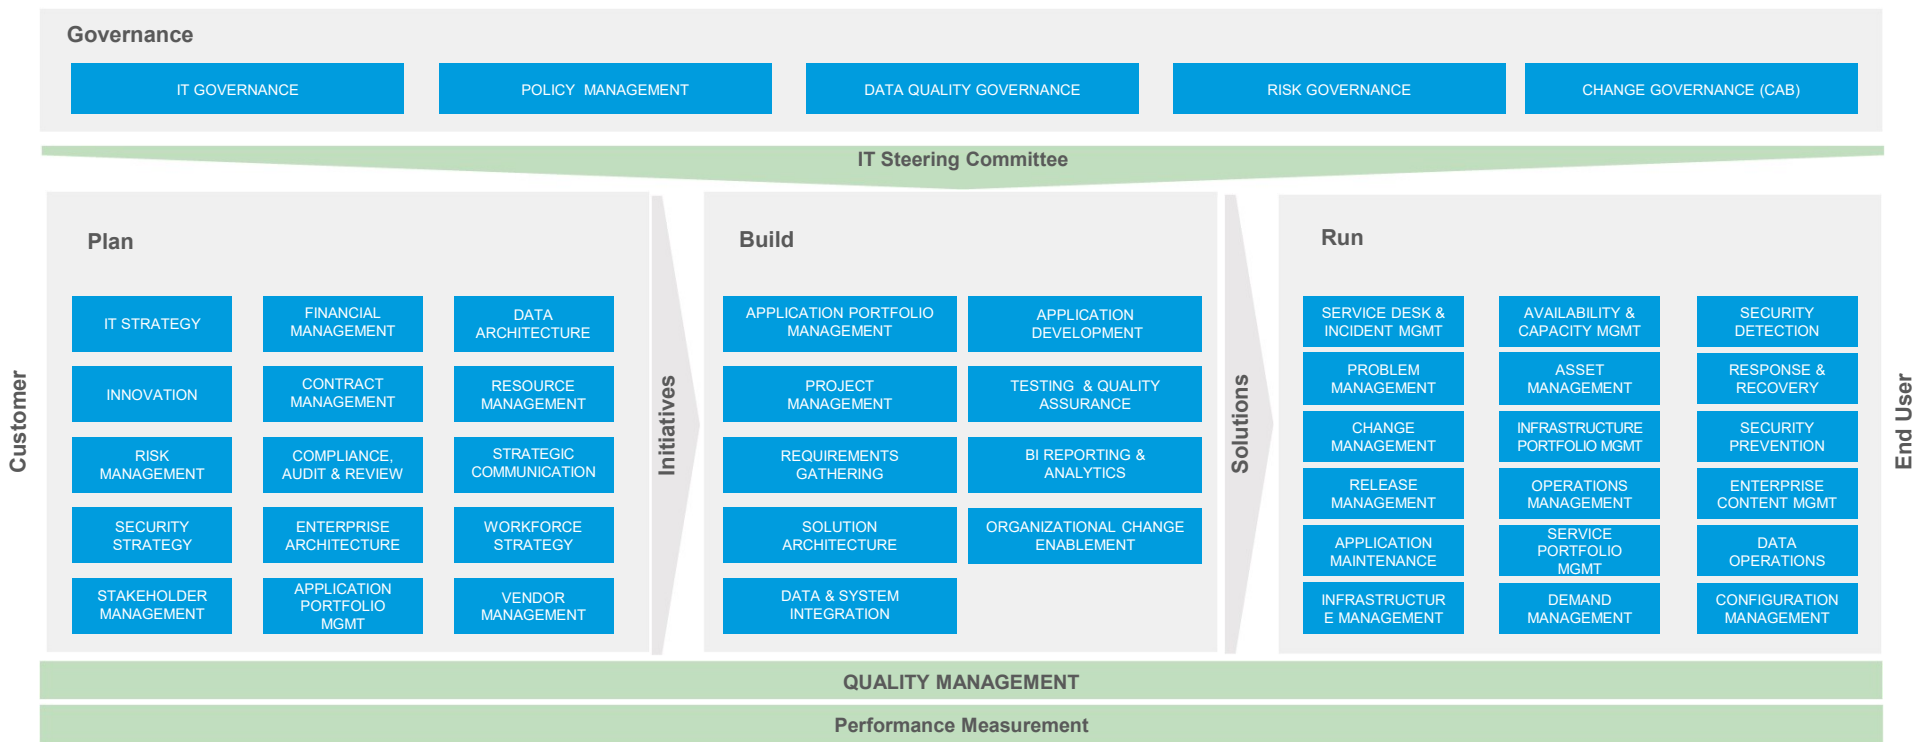 Governance
IT GOVERNANCE
POLICY MANAGEMENT
DATA QUALITY GOVERNANCE
RISK GOVERNANCE
CHANGE GOVERNANCE (CAB)
IT Steering Committee
Customer
Plan
IT STRATEGY
FINANCIAL
MANAGEMENT
DATA
ARCHITECTURE
INNOVATION
CONTRACT
MANAGEMENT
RESOURCE
MANAGEMENT
RISK
MANAGEMENT
COMPLIANCE,
AUDIT & REVIEW
STRATEGIC
COMMUNICATION
SECURITY
STRATEGY
ENTERPRISE
ARCHITECTURE
WORKFORCE
STRATEGY
STAKEHOLDER
MANAGEMENT
APPLICATION
PORTFOLIO
MGMT
VENDOR
MANAGEMENT
Initiatives
Build
APPLICATION PORTFOLIO
MANAGEMENT
APPLICATION
DEVELOPMENT
PROJECT
MANAGEMENT
TESTING & QUALITY
ASSURANCE
REQUIREMENTS
GATHERING
BI REPORTING &
ANALYTICS
SOLUTION
ARCHITECTURE
ORGANIZATIONAL CHANGE
ENABLEMENT
DATA & SYSTEM
INTEGRATION
Solutions
Run
SERVICE DESK &
INCIDENT MGMT
AVAILABILITY &
CAPACITY MGMT
SECURITY
DETECTION
PROBLEM
MANAGEMENT
ASSET
MANAGEMENT
RESPONSE &
RECOVERY
CHANGE
MANAGEMENT
INFRASTRUCTURE
PORTFOLIO MGMT
SECURITY
PREVENTION
RELEASE
MANAGEMENT
OPERATIONS
MANAGEMENT
ENTERPRISE
CONTENT MGMT
APPLICATION
MAINTENANCE
SERVICE
PORTFOLIO
MGMT
DATA
OPERATIONS
INFRASTRUCTUR
E MANAGEMENT
DEMAND
MANAGEMENT
CONFIGURATION
MANAGEMENT
End User
QUALITY MANAGEMENT
Performance Measurement